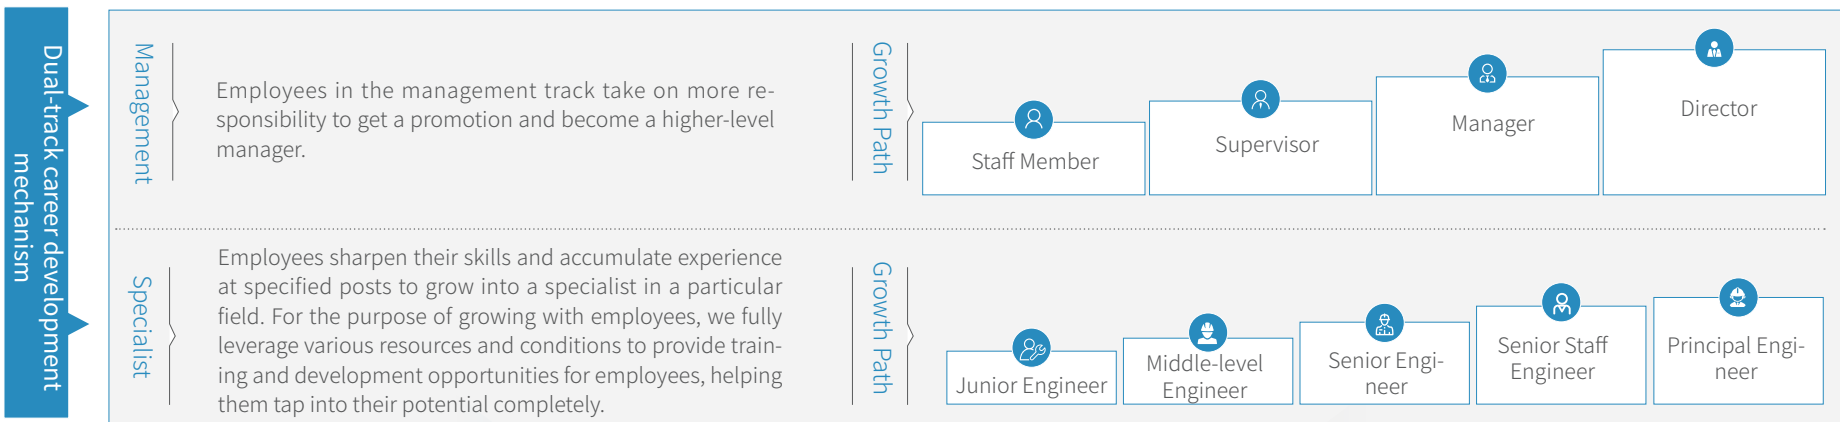 Dual-track career development
mechanism
Management
Employees in the management track take on more re-
sponsibility to get a promotion and become a higher-level
manager.
Growth Path
Staff Member
Supervisor
Manager
Director
Specialist
Employees sharpen their skills and accumulate experience
at specified posts to grow into a specialist in a particular
field. For the purpose of growing with employees, we fully
leverage various resources and conditions to provide train-
ing and development opportunities for employees, helping
them tap into their potential completely.
Growth Path
Junior Engineer
Middle-level
Engineer
Senior Engi-
neer
Senior Staff
Engineer
Principal Engi-
neer